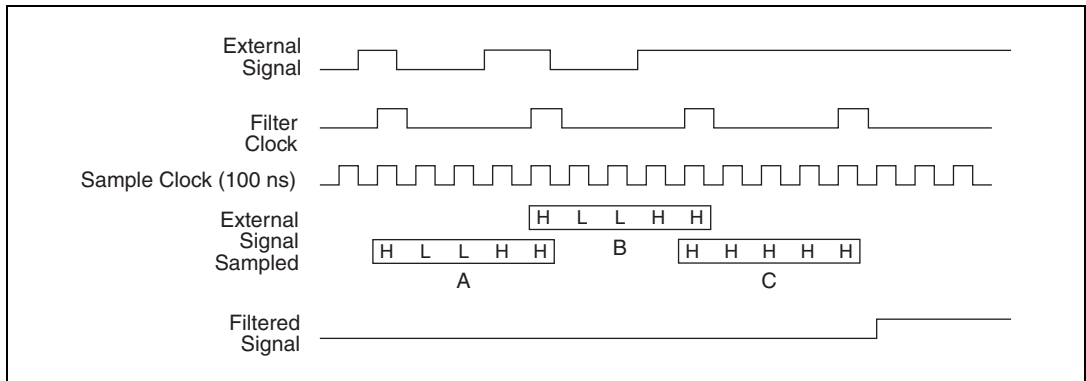 External
Signal
Filter
Clock
Sample Clock (100 ns)
External
Signal
Sampled
H L L H H
B
H L L H H
A
H H H H H
C
Filtered
Signal